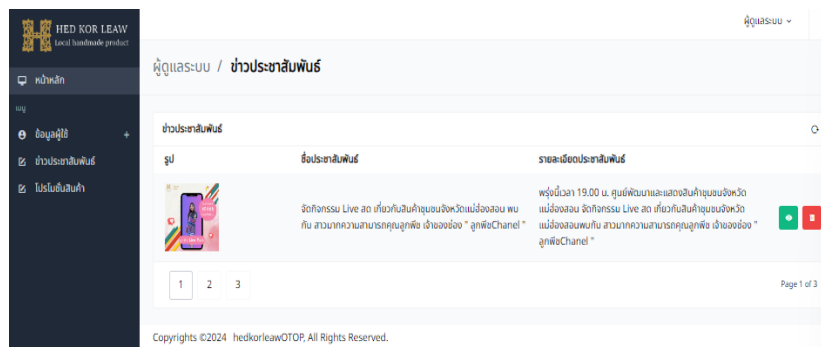 HED KOR LEAW
Local handmade product
ผู้ดูแลระบบ
ผู้ดูแลระบบ / ข่าวประชาสัมพันธ์
หน้าหลัก
เมนู
ข้อมูลผู้ใช้ +
ข่าวประชาสัมพันธ์
โปรโมชั่นสินค้า
ข่าวประชาสัมพันธ์
รูป ชื่อประชาสัมพันธ์ รายละเอียดประชาสัมพันธ์
จัดกิจกรรม Live สด เกี่ยวกับสินค้าชุมชนจังหวัดแม่ฮ่องสอน พบ
กับ สาวมากความสามารถคุณลูกพีช เจ้าของช่อง " ลูกพีชChanel "
พรุ่งนี้เวลา 19.00 น. ศูนย์พัฒนาและแสดงสินค้าชุมชนจังหวัด
แม่ฮ่องสอน จัดกิจกรรม Live สด เกี่ยวกับสินค้าชุมชนจังหวัด
แม่ฮ่องสอนพบกับ สาวมากความสามารถคุณลูกพีช เจ้าของช่อง "
ลูกพีชChanel "
1 2 3
Page 1 of 3
Copyrights ©2024 hedkorleawOTOP, All Rights Reserved.